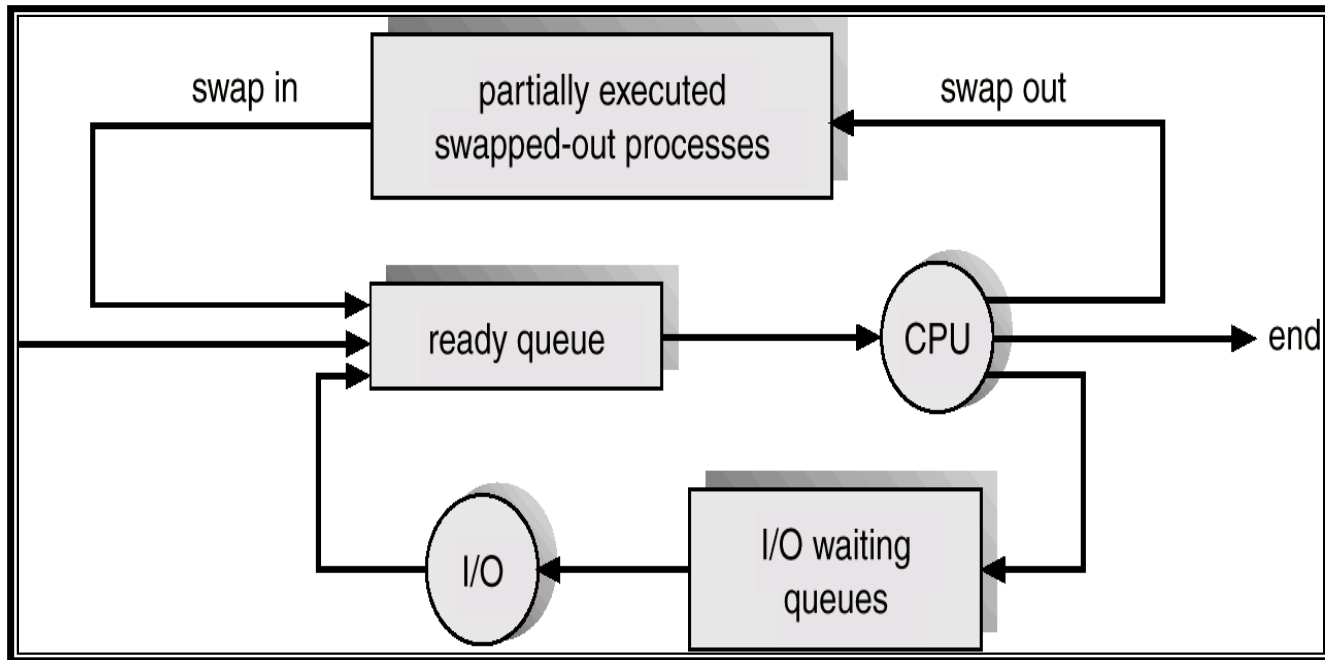 swap in
partially executed
swapped-out processes
swap out
ready queue
CPU
end
I/O
I/O waiting
queues